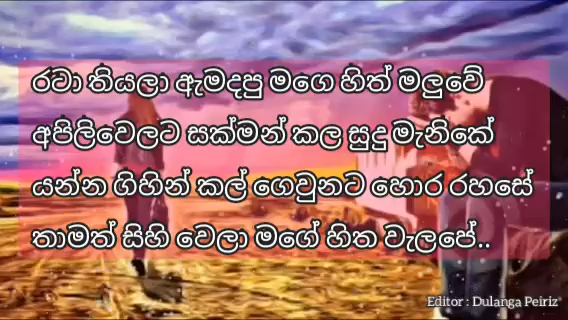 රටා තියලා ඇමදපු මගෙ හිත් මලුවේ
අපිලිවෙලට සක්මන් කල සුදු මැනිකේ
යන්න ගිහින් කල් ගෙවුනට හොර රහසේ
තාමත් සිහි වෙලා මගේ හිත වැලපේ..
Editor : Dulanga Peiriz